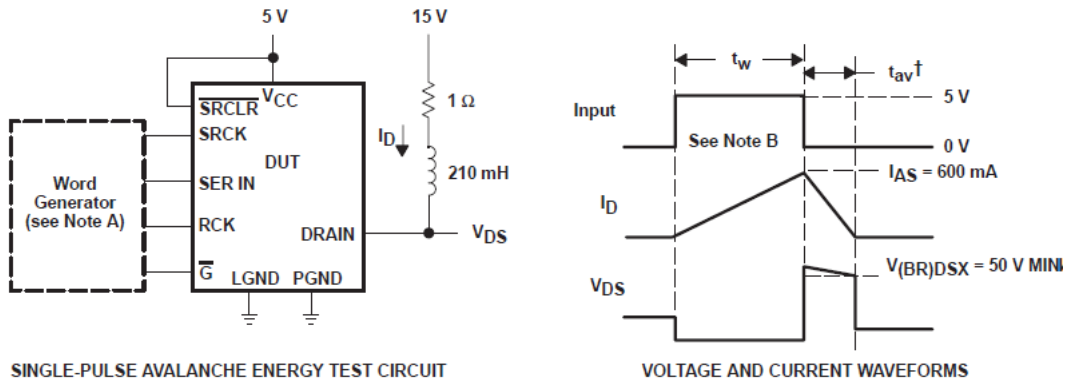 5 V
15 V
VCC
SRCLR
1 Ω
SRCK
ID
DUT
Word
Generator
(see Note A)
SER IN
210 mH
RCK
DRAIN
VDS
G
LGND PGND
SINGLE-PULSE AVALANCHE ENERGY TEST CIRCUIT
tw
tav†
5 V
Input
See Note B
0 V
IAS = 600 mA
ID
V(BR)DSX = 50 V
VDS
VOLTAGE AND CURRENT WAVEFORMS